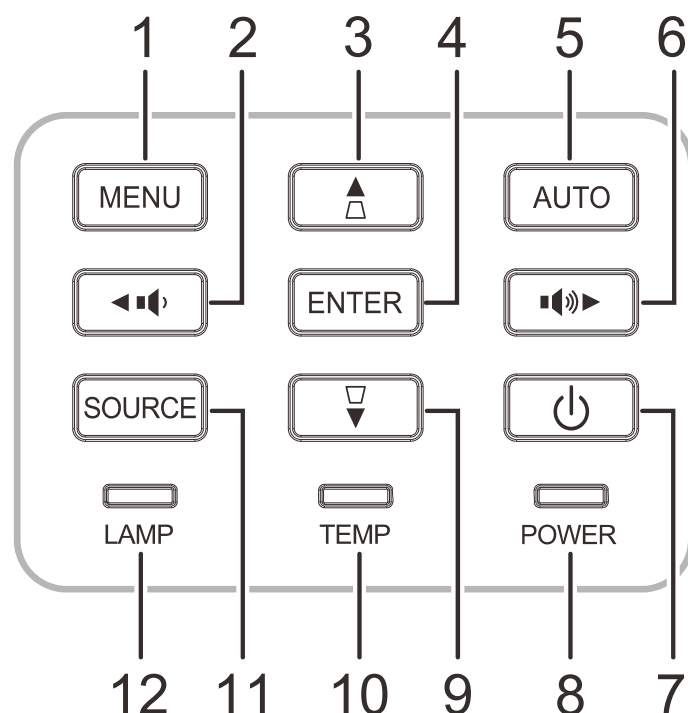 1 2 3 4 5 6
MENU AUTO
ENTER
SOURCE
LAMP TEMP POWER
12 11 10 9 8 7